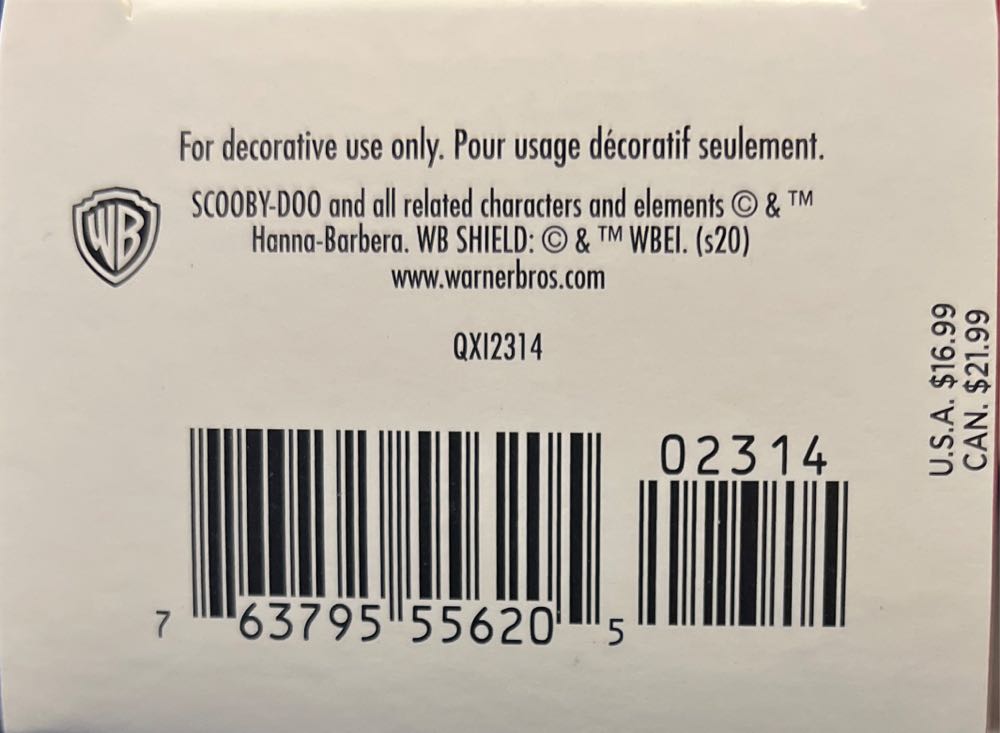 For decorative use only. Pour usage décoratif seulement.
WB
SCOOBY-DOO and all related characters and elements © & ™
Hanna-Barbera. WB SHIELD: © & ™ WBEI. (s20)
www.warnerbros.com
QXI2314
U.S.A. $16.99
CAN. $21.99
02314
7 63795 55620 5